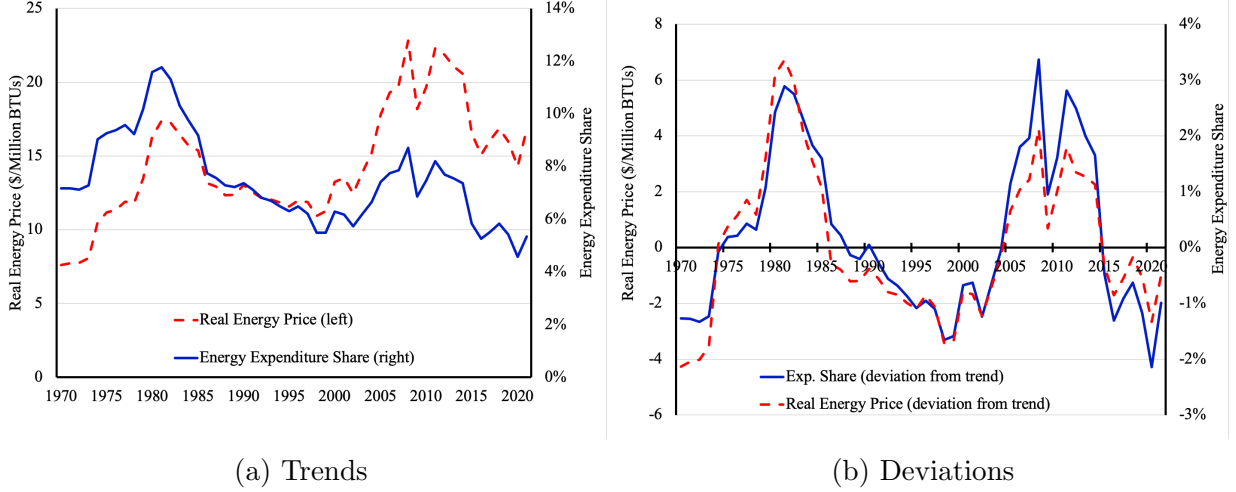 25
20
15
10
5
0
Real Energy Price ($/Million BTUs)
14%
12%
10%
8%
6%
4%
2%
0%
Energy Expenditure Share
Real Energy Price (left)
Energy Expenditure Share (right)
1970 1975 1980 1985 1990 1995 2000 2005 2010 2015 2020
(a) Trends
8
6
4
2
0
-2
-4
-6
Real Energy Price ($/Million BTUs)
4%
3%
2%
1%
0%
-1%
-2%
-3%
Energy Expenditure Share
1970 1975 1980 1985 1990 1995 2000 2005 2010 2015 2020
Exp. Share (deviation from trend)
Real Energy Price (deviation from trend)
(b) Deviations